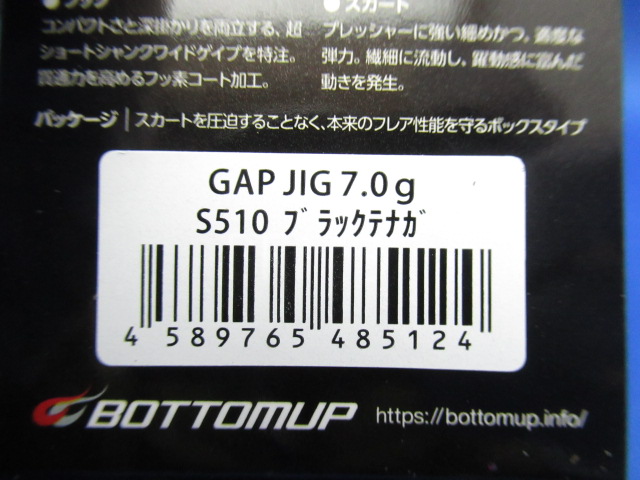 ● フック
コンパクトさと深掛かりを両立する、超
ショートシャンクワイドゲイプを特注。
貫通力を高めるフッ素コート加工。
● スカート
プレッシャーに強い細めかつ、適度な
弾力。繊細に流動し、躍動感に富んだ
動きを発生。
パッケージ│スカートを圧迫することなく、本来のフレア性能を守るボックスタイプ
GAP JIG 7.0g
S510 ﾌﾞﾗｯｸﾃﾅｶﾞ
4 589765 485124
BOTTOMUP
https://bottomup.info/